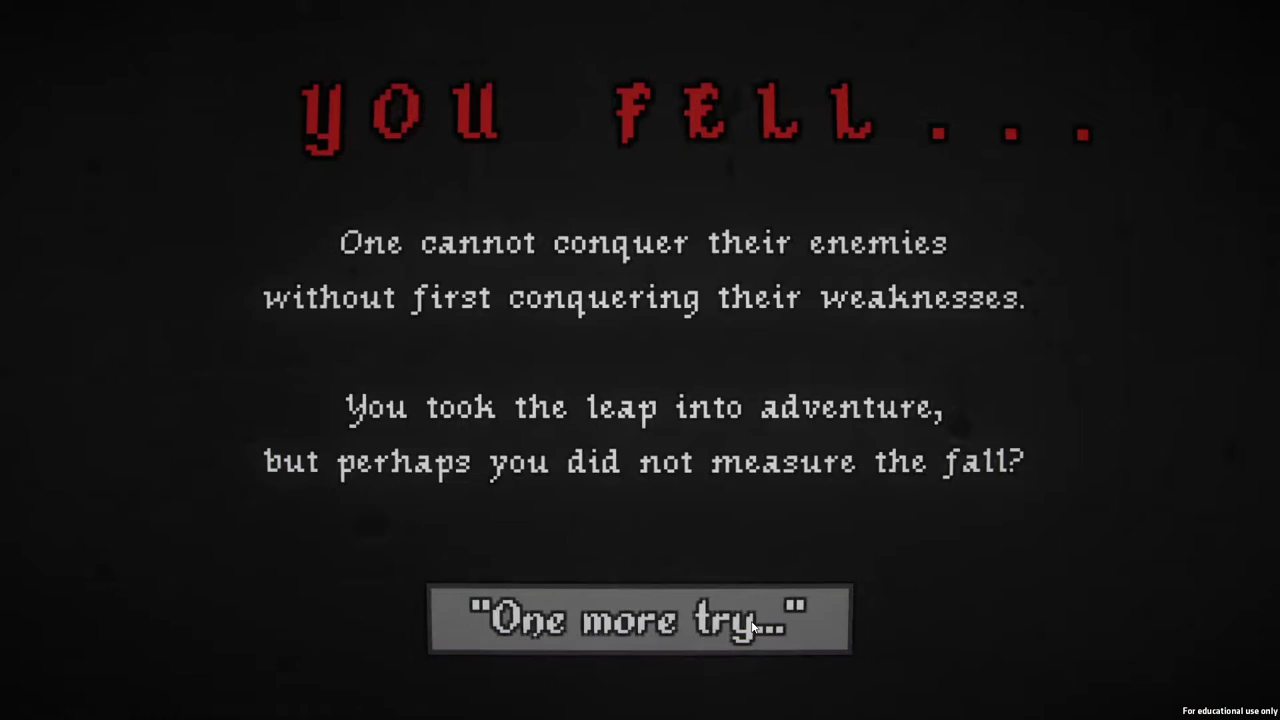 YOU FELL...
One cannot conquer their enemies
without first conquering their weaknesses.
You took the leap into adventure,
but perhaps you did not measure the fall?
"One more try..."
For educational use only